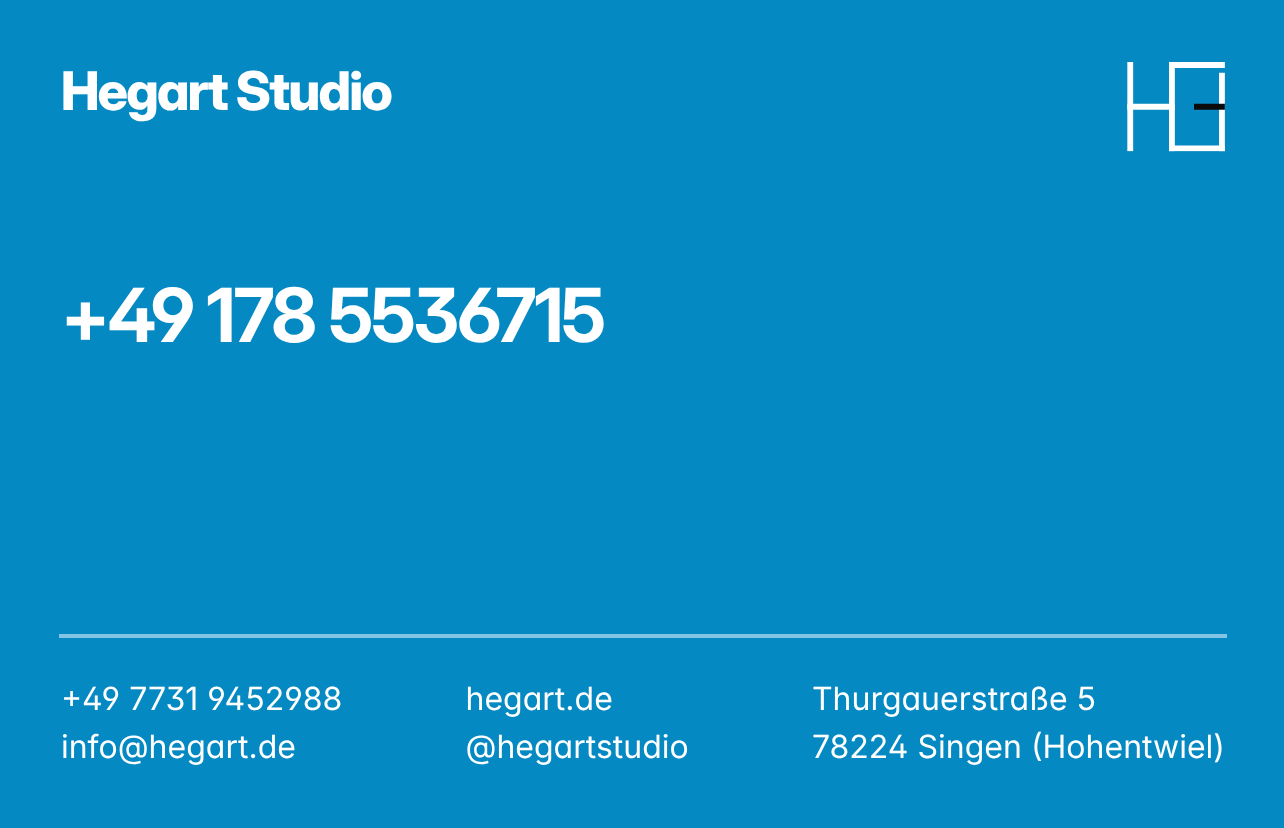 Hegart Studio
HG
+49 178 5536715
+49 7731 9452988
info@hegart.de
hegart.de
@hegartstudio
Thurgauerstraße 5
78224 Singen (Hohentwiel)